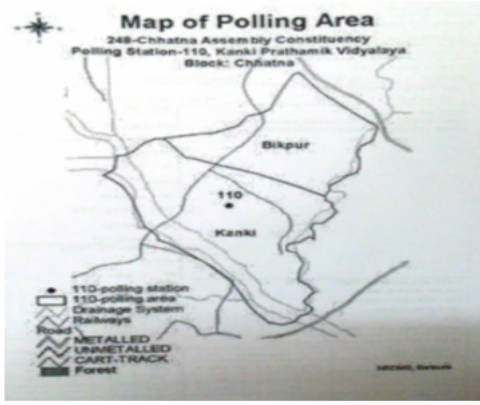 Map of Polling Area
248-Chhatna Assembly Constituency
Polling Station-110, Kanki Prathamik Vidyalaya
Block: Chhatna
Bikpur
110
Kanki
110-polling station
110-polling area
Drainage System
Railways
Road
METALLED
UNMETALLED
CART-TRACK
Forest